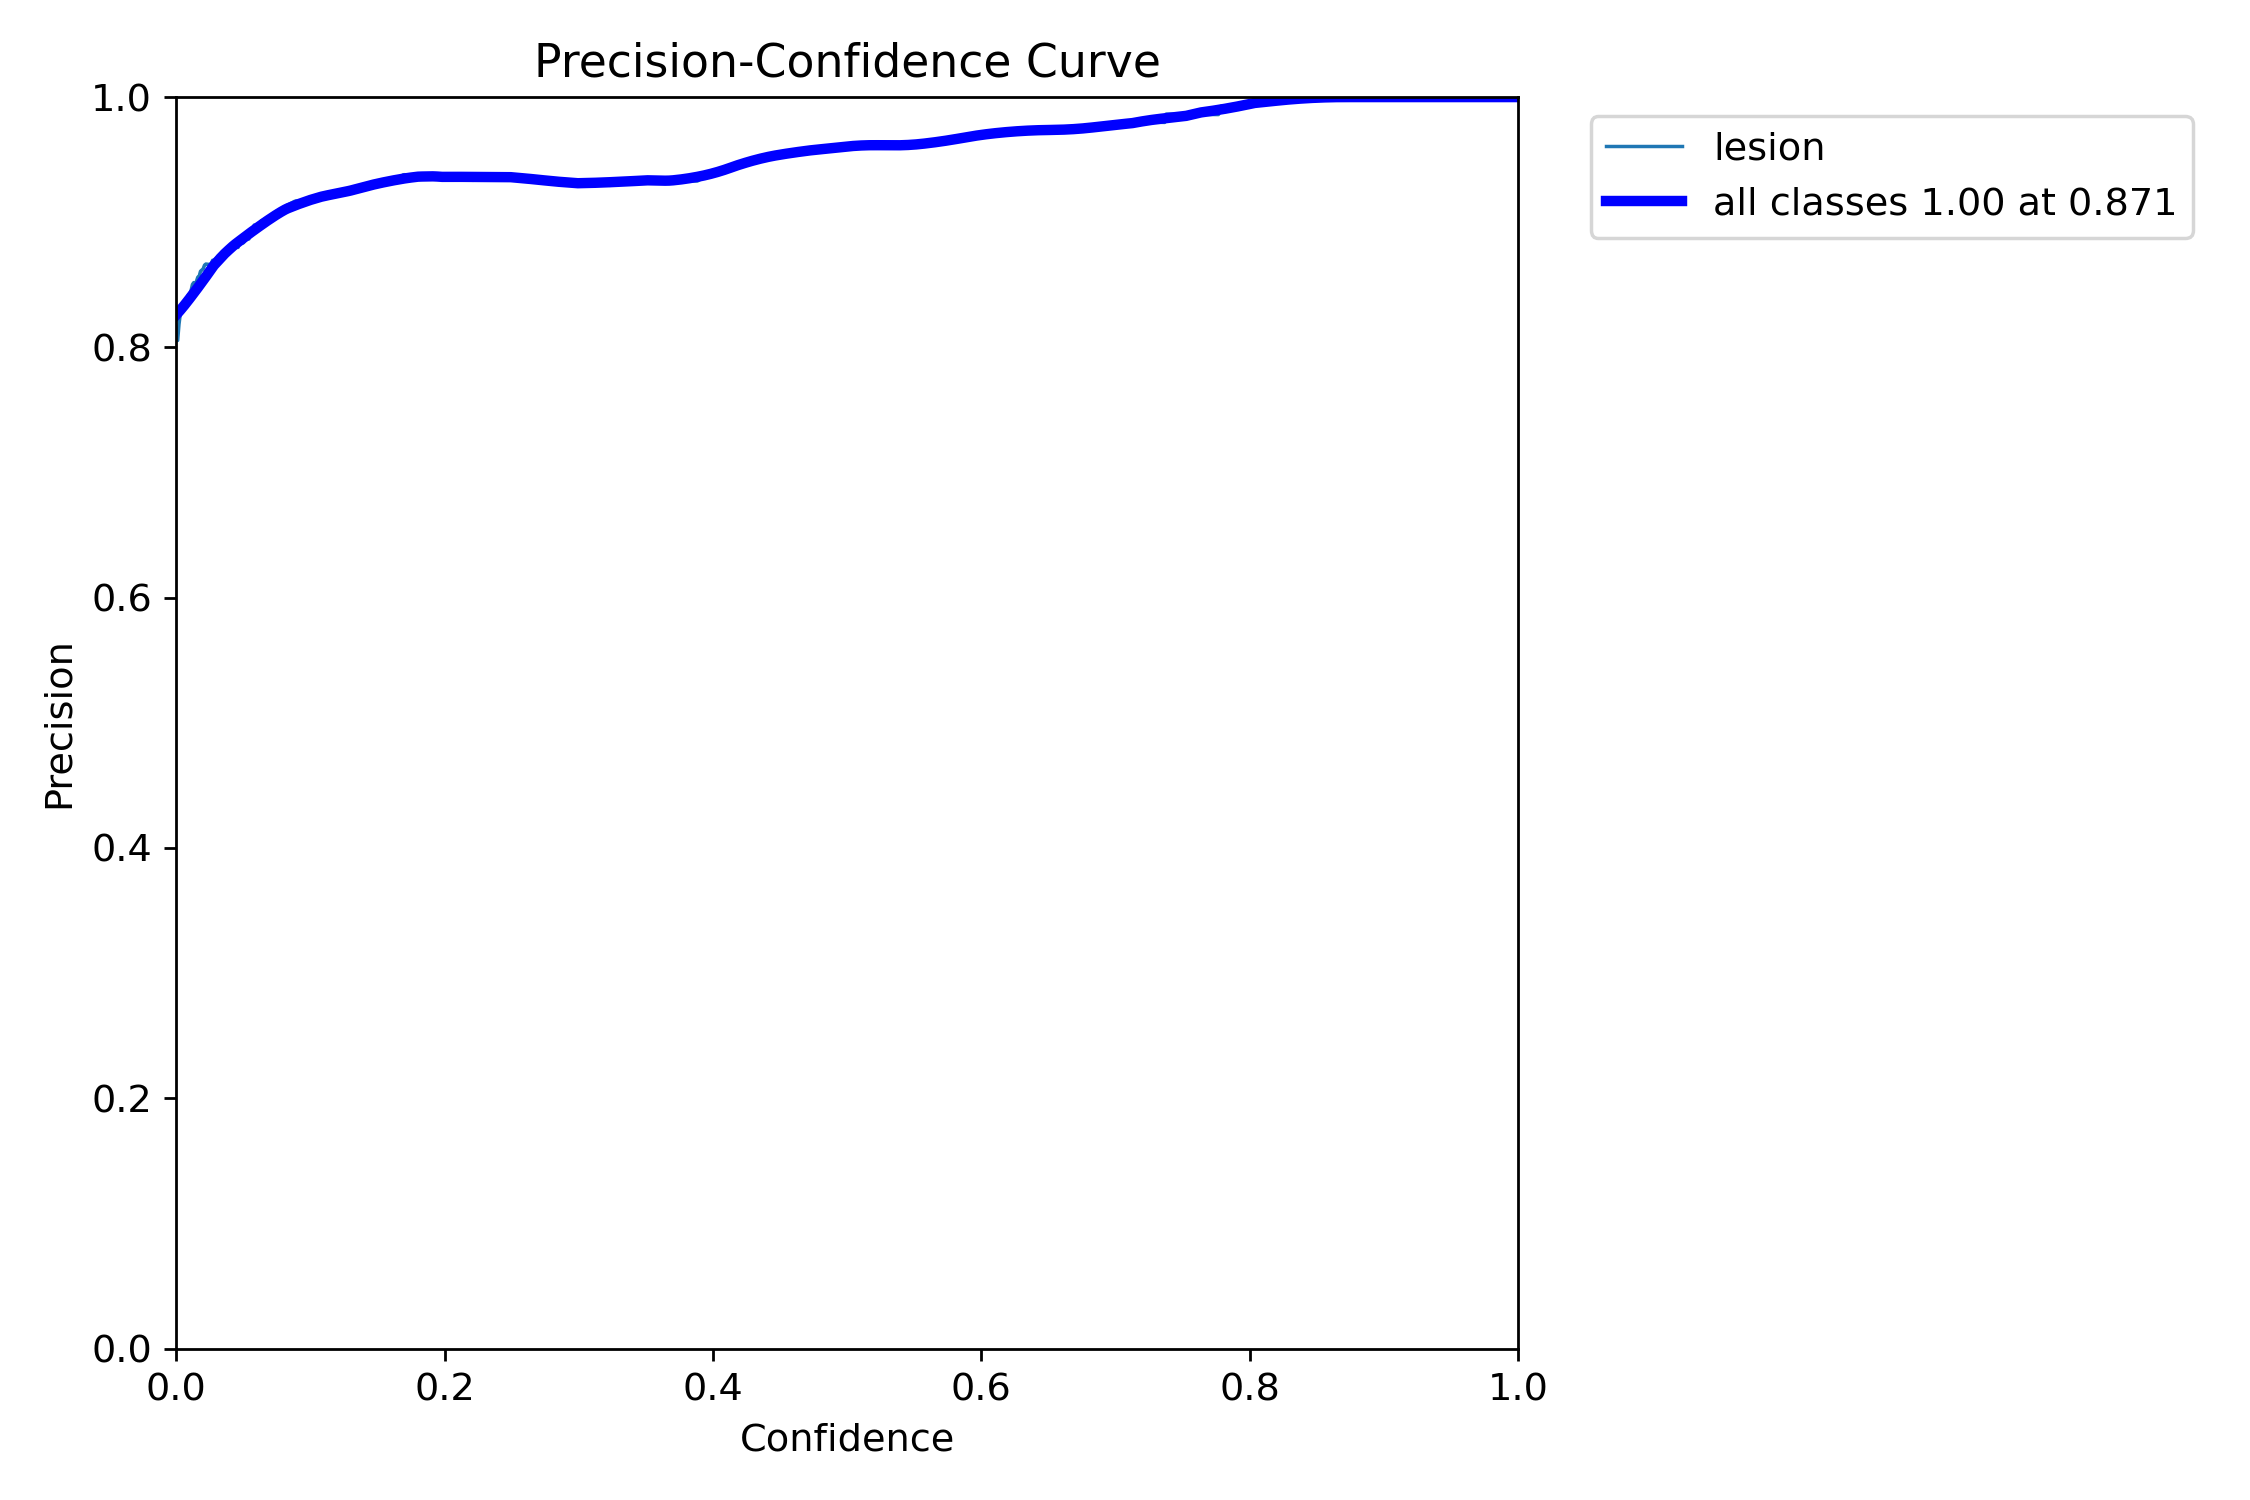 Precision-Confidence Curve
1.0
0.8
0.6
0.4
0.2
0.0
Precision
0.0 0.2 0.4 0.6 0.8 1.0
Confidence
lesion
all classes 1.00 at 0.871